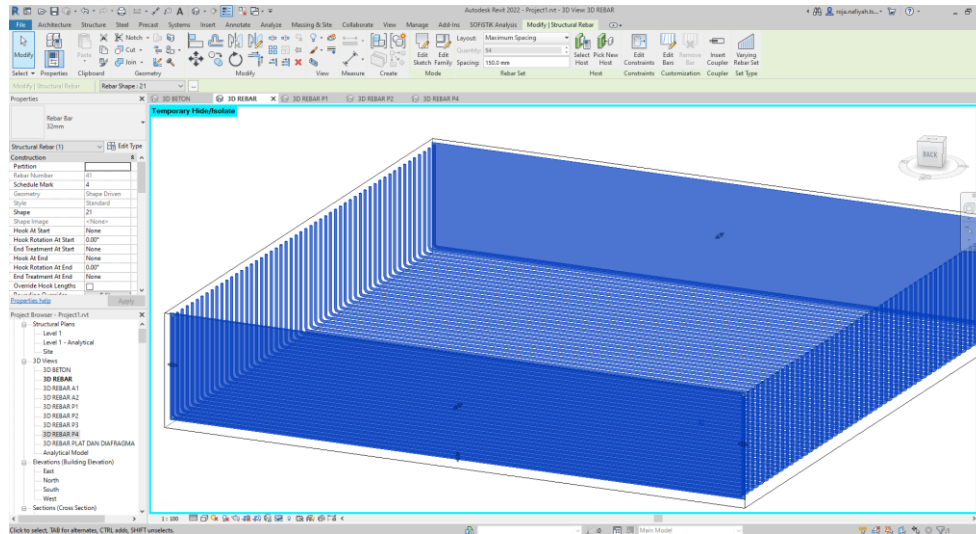 Autodesk Revit 2022 - Project1.rvt - 3D View: 3D REBAR
File Architecture Structure Steel Precast Systems Insert Annotate Analyze Massing & Site Collaborate View Manage Add-Ins SOFiSTiK Analysis Modify | Structural Rebar
Modify
Paste
Notch
Cut
Join
Edit Sketch
Edit Family
Layout: Maximum Spacing
Quantity: 54
Spacing: 150.0 mm
Select Host
Pick New Host
Edit Constraints
Edit Bars
Remove Bar
Insert Coupler
Varying Rebar Set
Select Properties Clipboard Geometry Modify View Measure Create Mode Rebar Set Host Constraints Customization Coupler Set Type
Modify | Structural Rebar Rebar Shape : 21
Properties
3D BETON 3D REBAR 3D REBAR P1 3D REBAR P2 3D REBAR P4
Temporary Hide/Isolate
Rebar Bar
32mm
Structural Rebar (1) Edit Type
Construction
Partition
Rebar Number 41
Schedule Mark 4
Geometry Shape Driven
Style Standard
Shape 21
Shape Image <None>
Hook At Start None
Hook Rotation At Start 0.00°
End Treatment At Start None
Hook At End None
Hook Rotation At End 0.00°
End Treatment At End None
Override Hook Lengths
Properties help Apply
Project Browser - Project1.rvt
Structural Plans
Level 1
Level 1 - Analytical
Site
3D Views
3D BETON
3D REBAR
3D REBAR A1
3D REBAR A2
3D REBAR P1
3D REBAR P2
3D REBAR P3
3D REBAR P4
3D REBAR PLAT DAN DIAFRAGMA
Analytical Model
Elevations (Building Elevation)
East
North
South
West
Sections (Cross Section)
BACK
1 : 100
Click to select, TAB for alternates, CTRL adds, SHIFT unselects.
Main Model